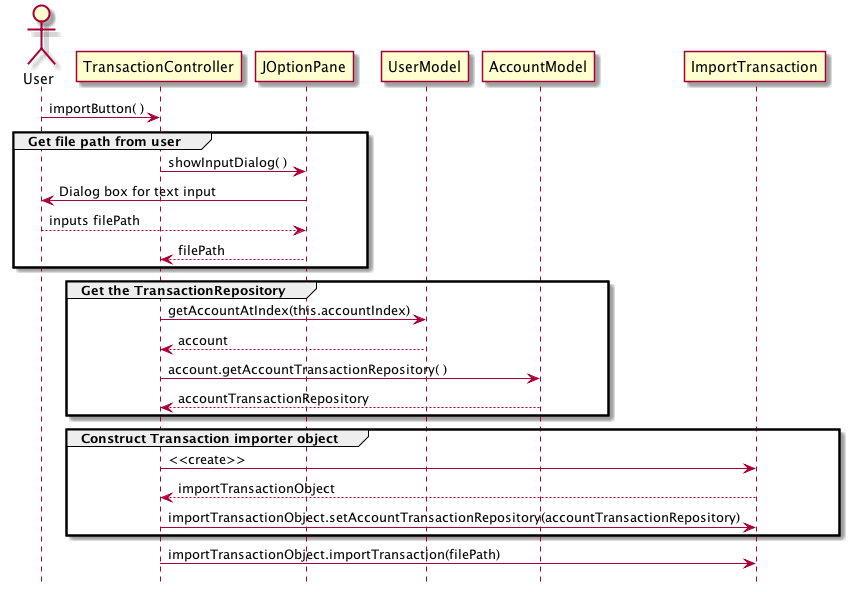 User
TransactionController
JOptionPane
UserModel
AccountModel
ImportTransaction
importButton()
Get file path from user
showInputDialog()
Dialog box for text input
inputs filePath
filePath
Get the TransactionRepository
getAccountAtIndex(this.accountIndex)
account
account.getAccountTransactionRepository()
accountTransactionRepository
Construct Transaction importer object
<<create>>
importTransactionObject
importTransactionObject.setAccountTransactionRepository(accountTransactionRepository)
importTransactionObject.importTransaction(filePath)